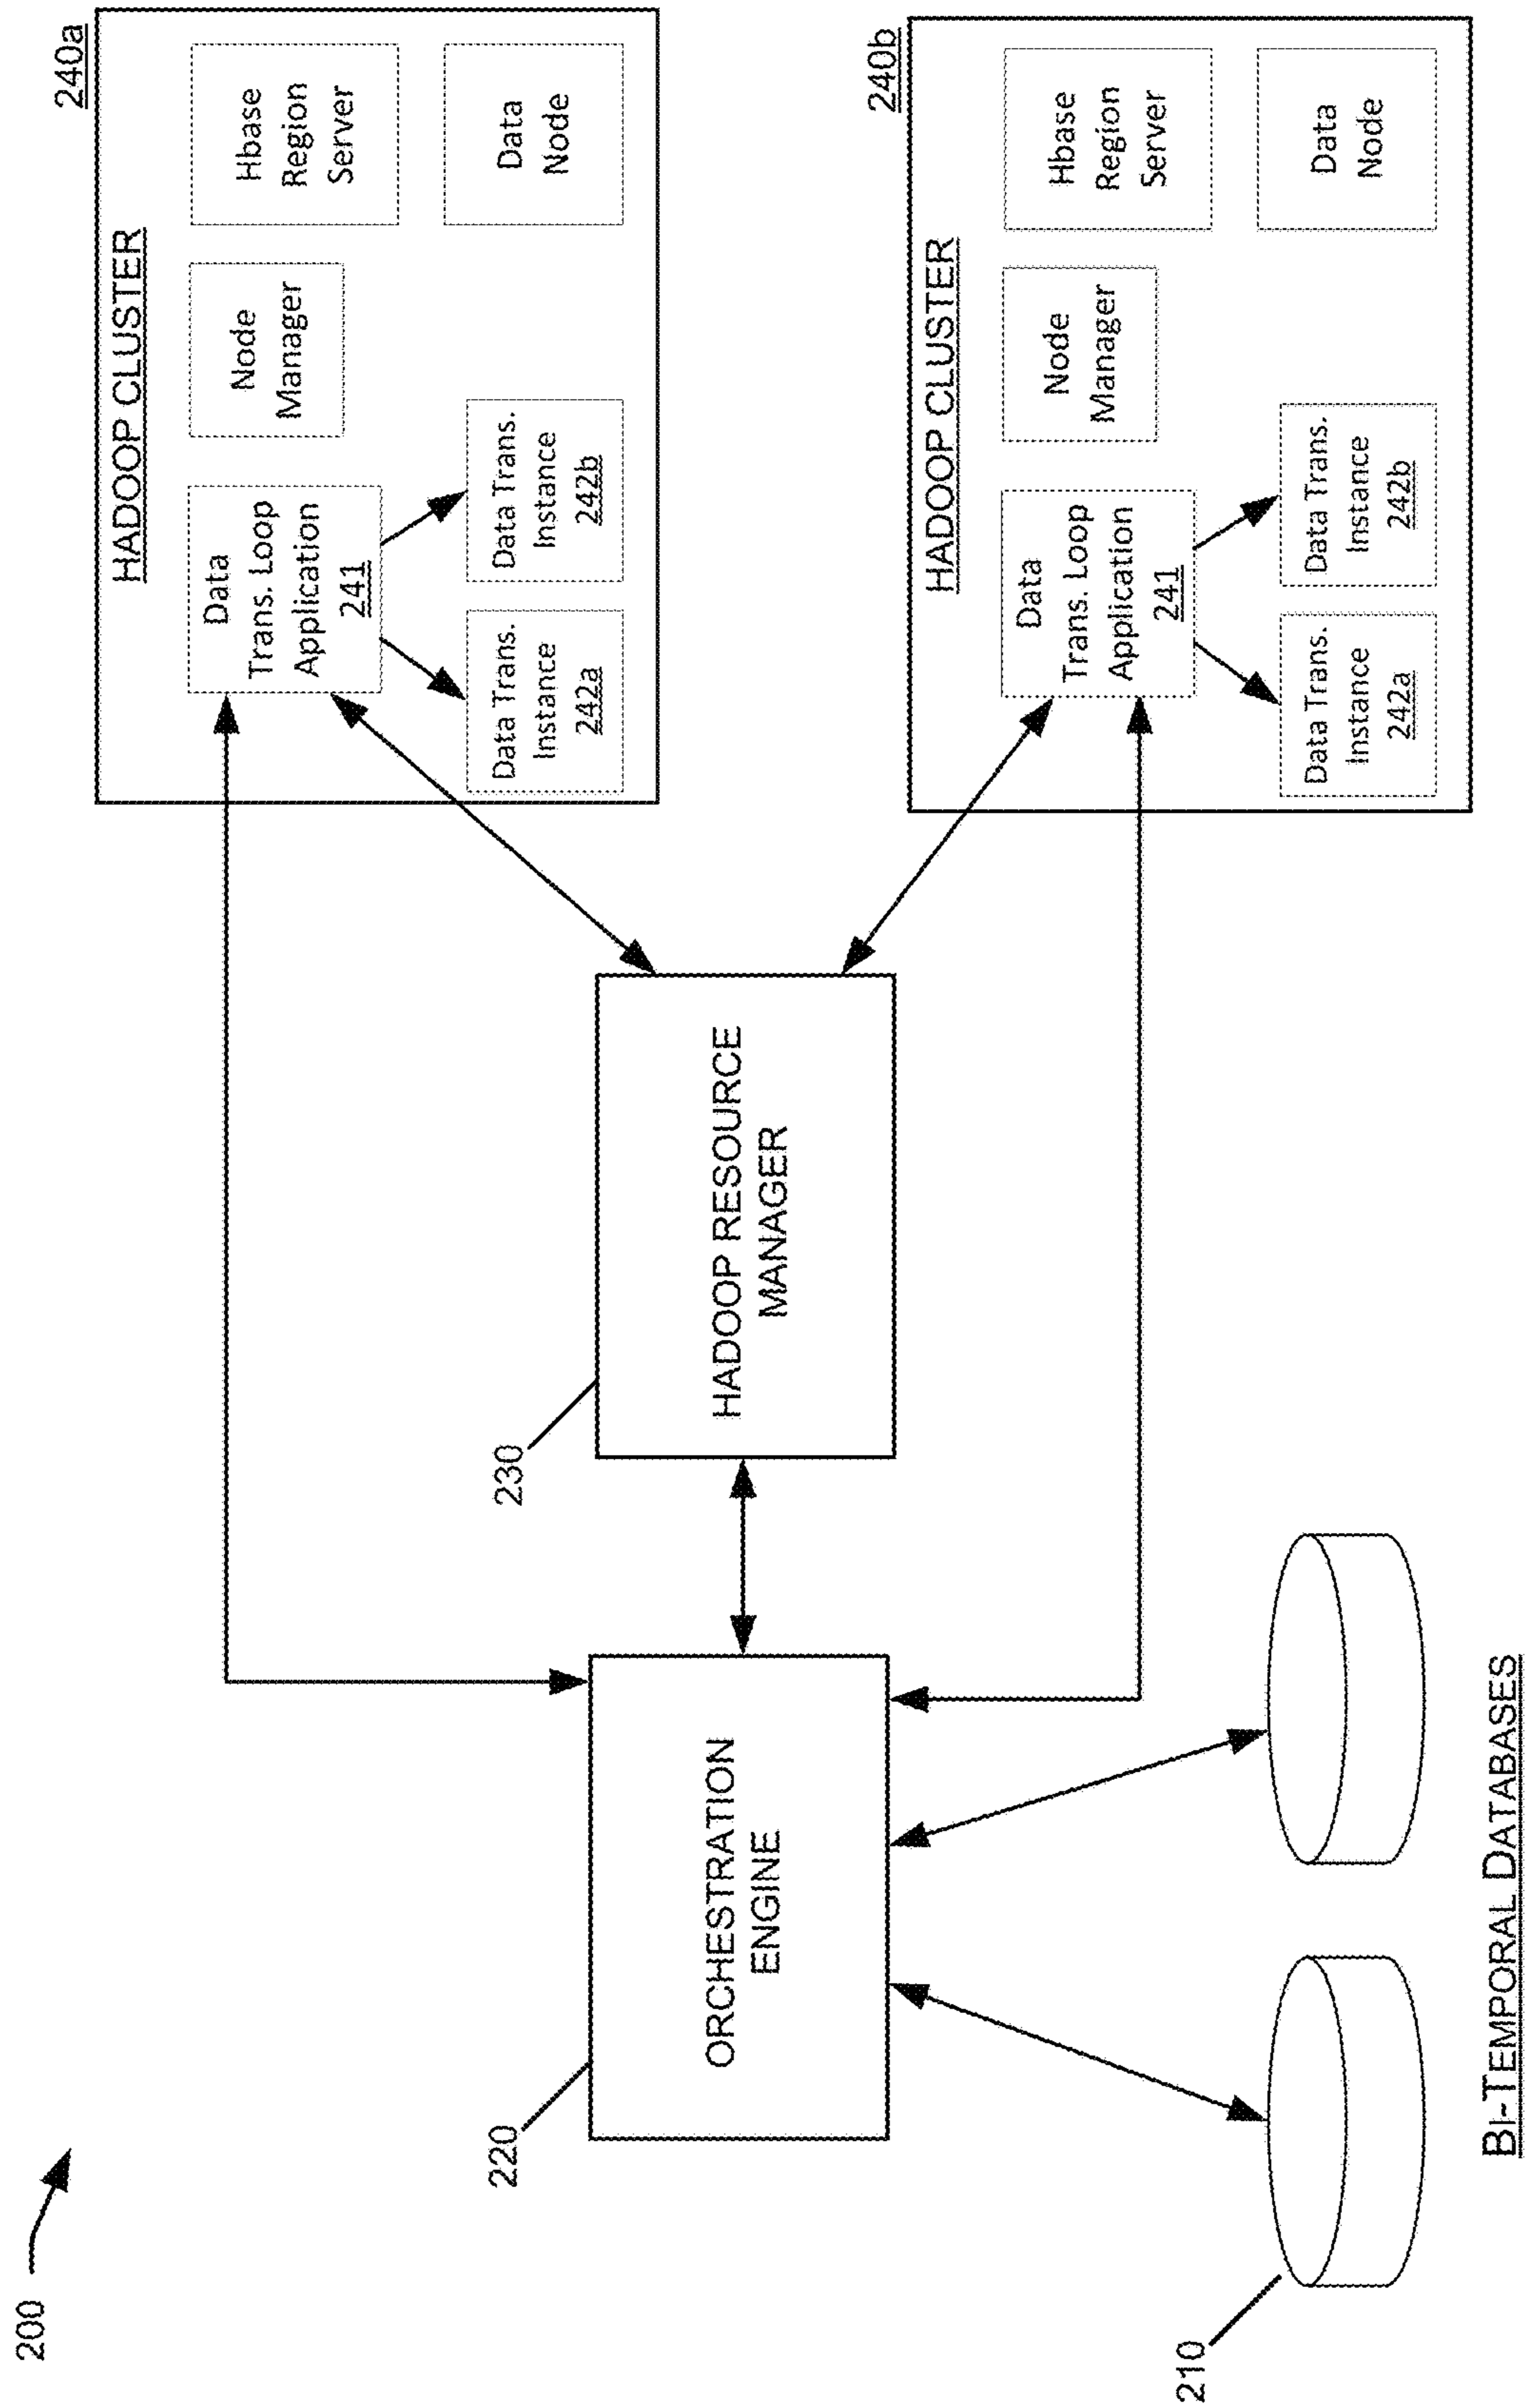 200
240a
HADOOP CLUSTER
Data
Trans. Loop
Application
241
Node
Manager
Hbase
Region
Server
Data Trans.
Instance
242a
Data Trans.
Instance
242b
Data
Node
220
ORCHESTRATION
ENGINE
230
HADOOP RESOURCE
MANAGER
240b
HADOOP CLUSTER
Data
Trans. Loop
Application
241
Node
Manager
Hbase
Region
Server
Data Trans.
Instance
242a
Data Trans.
Instance
242b
Data
Node
210
BI-TEMPORAL DATABASES